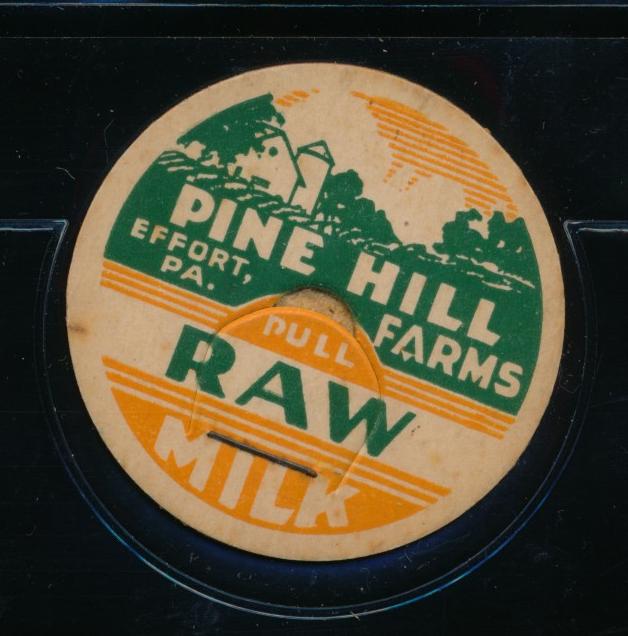 PINE HILL
EFFORT,
PA.
FARMS
PULL
RAW
MILK